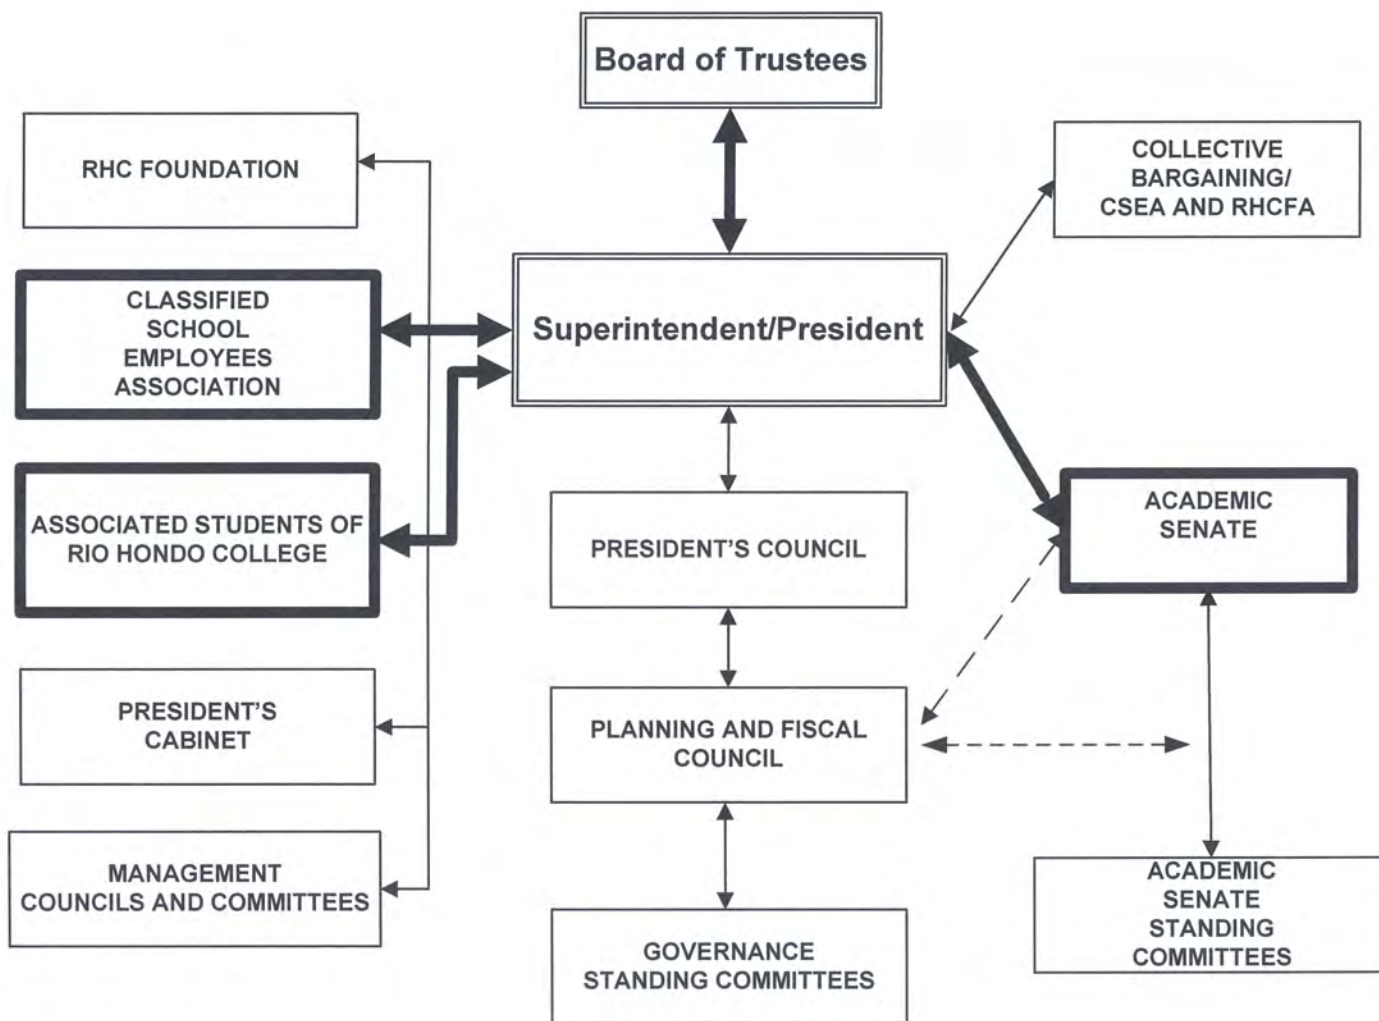 Board of Trustees
RHC FOUNDATION
COLLECTIVE
BARGAINING/
CSEA AND RHCFA
CLASSIFIED
SCHOOL
EMPLOYEES
ASSOCIATION
Superintendent/President
ASSOCIATED STUDENTS OF
RIO HONDO COLLEGE
PRESIDENT'S COUNCIL
ACADEMIC
SENATE
PRESIDENT'S
CABINET
PLANNING AND FISCAL
COUNCIL
MANAGEMENT
COUNCILS AND COMMITTEES
GOVERNANCE
STANDING COMMITTEES
ACADEMIC
SENATE
STANDING
COMMITTEES